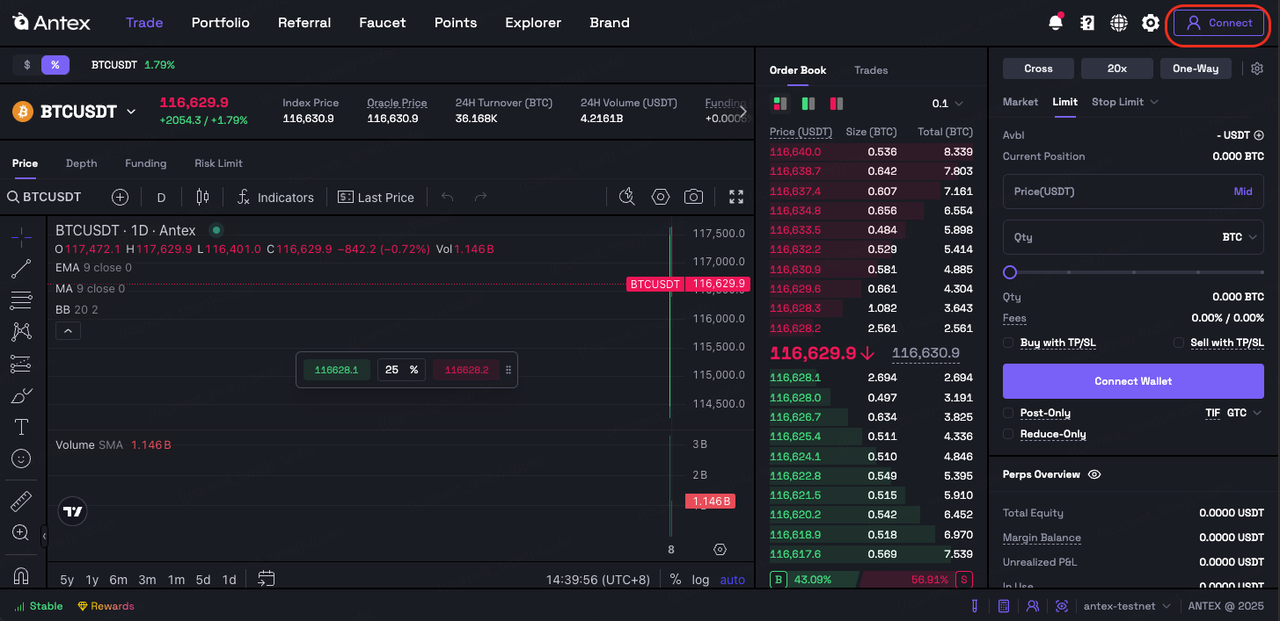 Antex Trade Portfolio Referral Faucet Points Explorer Brand Connect
$ % BTCUSDT 1.79%
BTCUSDT
116,629.9
+2054.3 / +1.79%
Index Price
116,630.9
Oracle Price
116,630.9
24H Turnover (BTC)
36.168K
24H Volume (USDT)
4.2161B
Funding
Price Depth Funding Risk Limit
BTCUSDT D Indicators Last Price
BTCUSDT · 1D · Antex
O117,472.1 H117,629.9 L116,401.0 C116,629.9 −842.2 (−0.72%) Vol1.146B
EMA 9 close 0
MA 9 close 0
BB 20 2
117,500.0
117,000.0
BTCUSDT 116,629.9
116,000.0
115,500.0
115,000.0
114,500.0
116628.1 25 % 116628.2
Volume SMA 1.146B
3B
2B
1.146B
8
5y 1y 6m 3m 1m 5d 1d 14:39:56 (UTC+8) % log auto
Order Book Trades
0.1
Price (USDT) Size (BTC) Total (BTC)
116,640.0 0.536 8.339
116,638.7 0.642 7.803
116,637.4 0.607 7.161
116,634.8 0.656 6.554
116,633.5 0.484 5.898
116,632.2 0.529 5.414
116,630.9 0.581 4.885
116,629.6 0.661 4.304
116,628.3 1.082 3.643
116,628.2 2.561 2.561
116,629.9↓ 116,630.9
116,628.1 2.694 2.694
116,628.0 0.497 3.191
116,626.7 0.634 3.825
116,625.4 0.511 4.336
116,624.1 0.510 4.846
116,622.8 0.549 5.395
116,621.5 0.515 5.910
116,620.2 0.542 6.452
116,618.9 0.518 6.970
116,617.6 0.569 7.539
B 43.09% 56.91% S
Cross 20x One-Way
Market Limit Stop Limit
Avbl - USDT
Current Position 0.000 BTC
Price(USDT) Mid
Qty BTC
Qty 0.000 BTC
Fees 0.00% / 0.00%
Buy with TP/SL Sell with TP/SL
Connect Wallet
Post-Only TIF GTC
Reduce-Only
Perps Overview
Total Equity 0.0000 USDT
Margin Balance 0.0000 USDT
Unrealized P&L 0.0000 USDT
In Use 0.0000 USDT
Stable Rewards antex-testnet ANTEX @ 2025